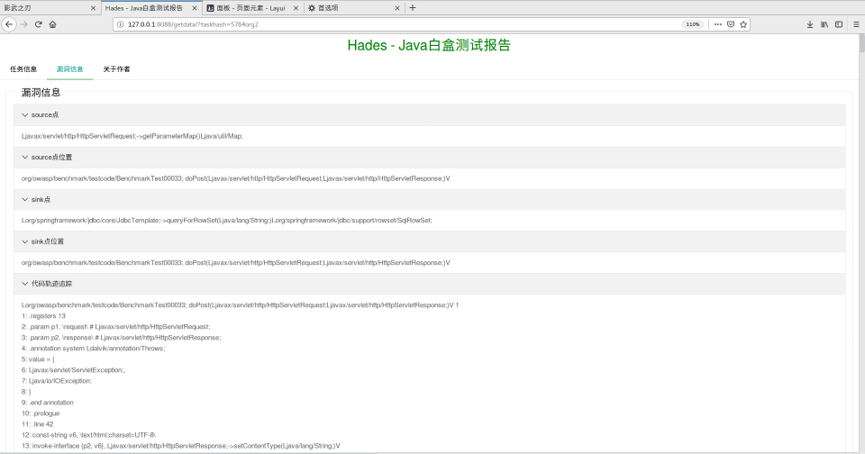 影武之刃
Hades - Java白盒测试报告
面板 - 页面元素 - Layui
首选项
127.0.0.1:8088/getdata/?taskhash=5784org2
110%
Hades - Java白盒测试报告
任务信息 漏洞信息 关于作者
漏洞信息
source点
Ljavax/servlet/http/HttpServletRequest;->getParameterMap()Ljava/util/Map;
source点位置
org/owasp/benchmark/testcode/BenchmarkTest00033; doPost(Ljavax/servlet/http/HttpServletRequest;Ljavax/servlet/http/HttpServletResponse;)V
sink点
Lorg/springframework/jdbc/core/JdbcTemplate;->queryForRowSet(Ljava/lang/String;)Lorg/springframework/jdbc/support/rowset/SqlRowSet;
sink点位置
org/owasp/benchmark/testcode/BenchmarkTest00033; doPost(Ljavax/servlet/http/HttpServletRequest;Ljavax/servlet/http/HttpServletResponse;)V
代码轨迹追踪
Lorg/owasp/benchmark/testcode/BenchmarkTest00033; doPost(Ljavax/servlet/http/HttpServletRequest;Ljavax/servlet/http/HttpServletResponse;)V 1
1: .registers 13
2: .param p1, \request\ # Ljavax/servlet/http/HttpServletRequest;
3: .param p2, \response\ # Ljavax/servlet/http/HttpServletResponse;
4: .annotation system Ldalvik/annotation/Throws;
5: value = {
6: Ljavax/servlet/ServletException;,
7: Ljava/io/IOException;
8: }
9: .end annotation
10: .prologue
11: .line 42
12: const-string v6, \text/html;charset=UTF-8\
13: invoke-interface {p2, v6}, Ljavax/servlet/http/HttpServletResponse;->setContentType(Ljava/lang/String;)V